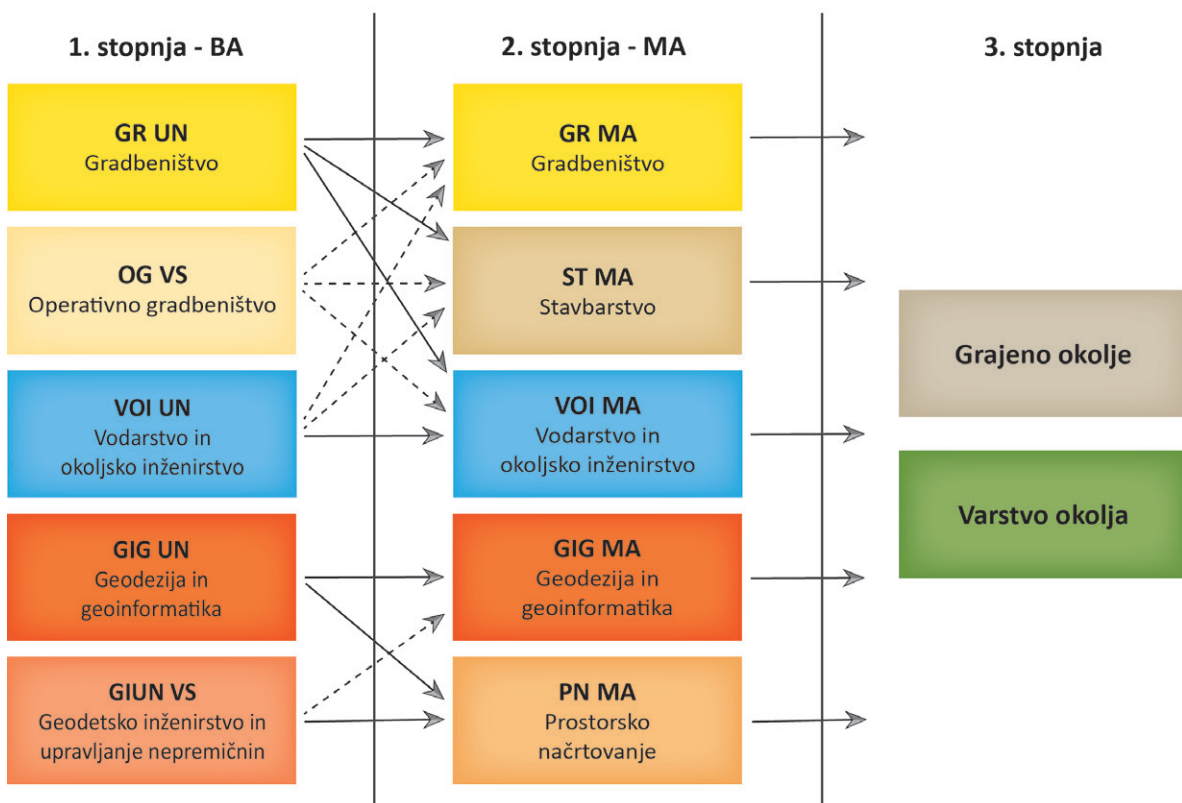 1. stopnja - BA
GR UN
Gradbeništvo
OG VS
Operativno gradbeništvo
VOI UN
Vodarstvo in
okoljsko inženirstvo
GIG UN
Geodezija in
geoinformatika
GIUN VS
Geodetsko inženirstvo in
upravljanje nepremičnin
2. stopnja - MA
GR MA
Gradbeništvo
ST MA
Stavbarstvo
VOI MA
Vodarstvo in
okoljsko inženirstvo
GIG MA
Geodezija in
geoinformatika
PN MA
Prostorsko
načrtovanje
3. stopnja
Grajeno okolje
Varstvo okolja